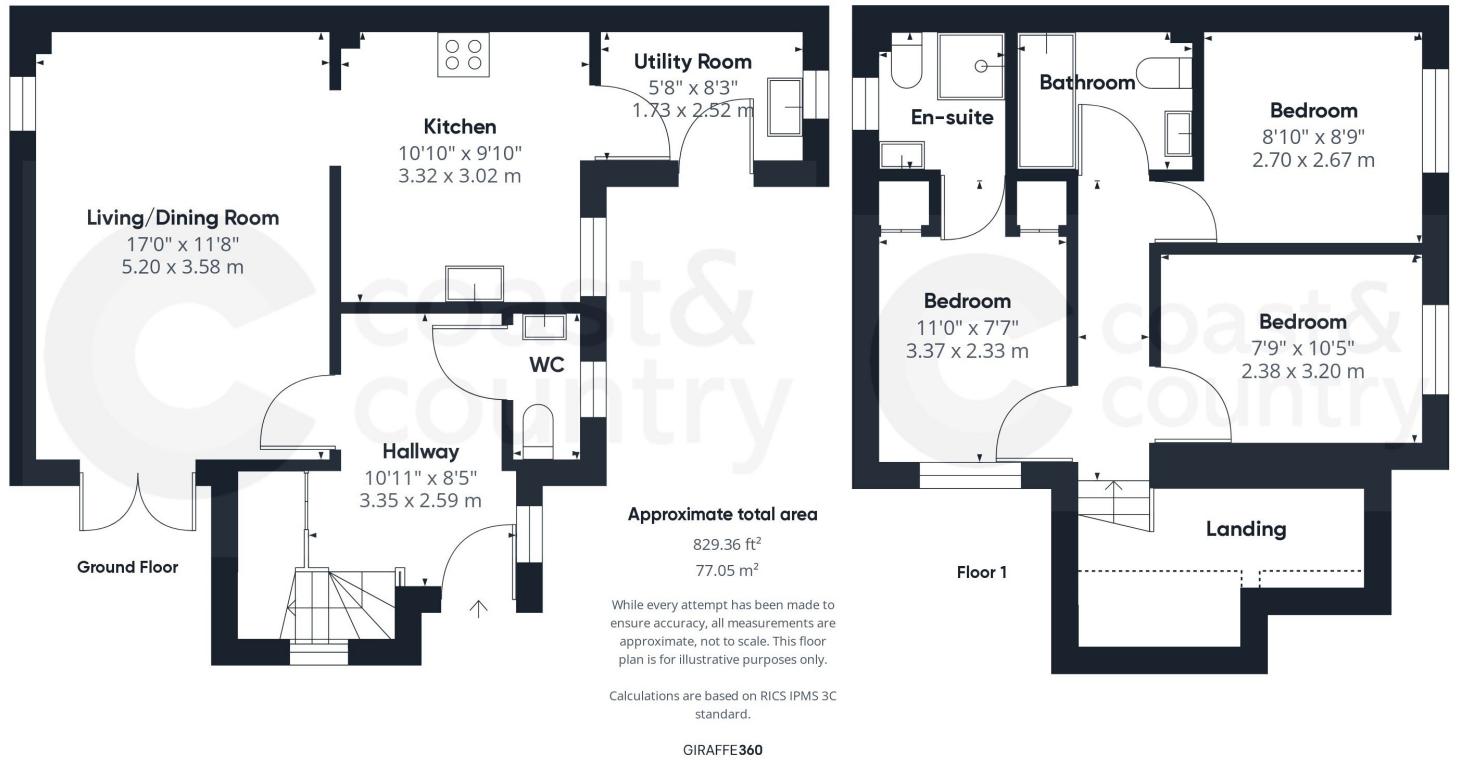 Living/Dining Room
17'0" x 11'8"
5.20 x 3.58 m
Kitchen
10'10" x 9'10"
3.32 x 3.02 m
Utility Room
5'8" x 8'3"
1.73 x 2.52 m
WC
Hallway
10'11" x 8'5"
3.35 x 2.59 m
Ground Floor
En-suite
Bathroom
Bedroom
8'10" x 8'9"
2.70 x 2.67 m
Bedroom
11'0" x 7'7"
3.37 x 2.33 m
Bedroom
7'9" x 10'5"
2.38 x 3.20 m
Landing
Floor 1
Approximate total area
829.36 ft²
77.05 m²
While every attempt has been made to
ensure accuracy, all measurements are
approximate, not to scale. This floor
plan is for illustrative purposes only.
Calculations are based on RICS IPMS 3C
standard.
GIRAFFE360
coast&
country
coast&
country